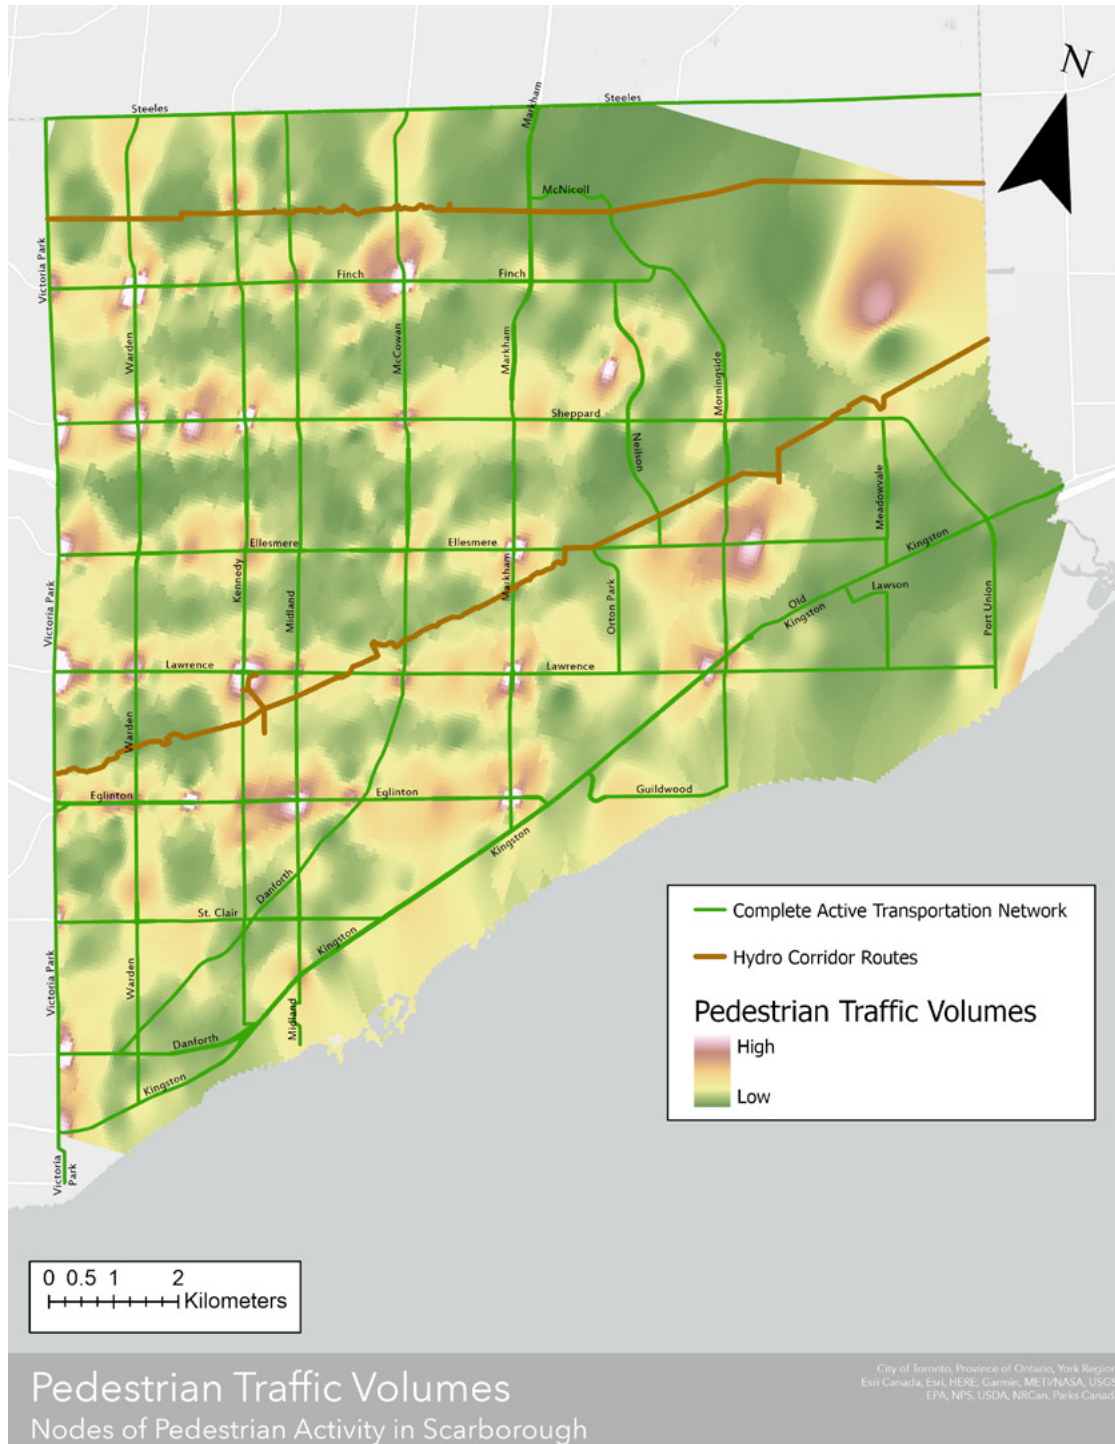 N
Steeles
Steeles
Markham
McNicoll
Victoria Park
Finch
Finch
Warden
McCowan
Markham
Morningside
Sheppard
Neilson
Meadowvale
Ellesmere
Ellesmere
Kingston
Kennedy
Markham
Victoria Park
Midland
Orton Park
Old
Kingston
Lawson
Port Union
Lawrence
Lawrence
Warden
Eglinton
Eglinton
Guildwood
Kingston
Danforth
St. Clair
Kingston
Victoria Park
Warden
Midland
Danforth
Kingston
Victoria
Park
Complete Active Transportation Network
Hydro Corridor Routes
Pedestrian Traffic Volumes
High
Low
0 0.5 1 2
Kilometers
Pedestrian Traffic Volumes
Nodes of Pedestrian Activity in Scarborough
City of Toronto, Province of Ontario, York Region
Esri Canada, Esri, HERE, Garmin, METI/NASA, USGS
EPA, NPS, USDA, NRCan, Parks Canada